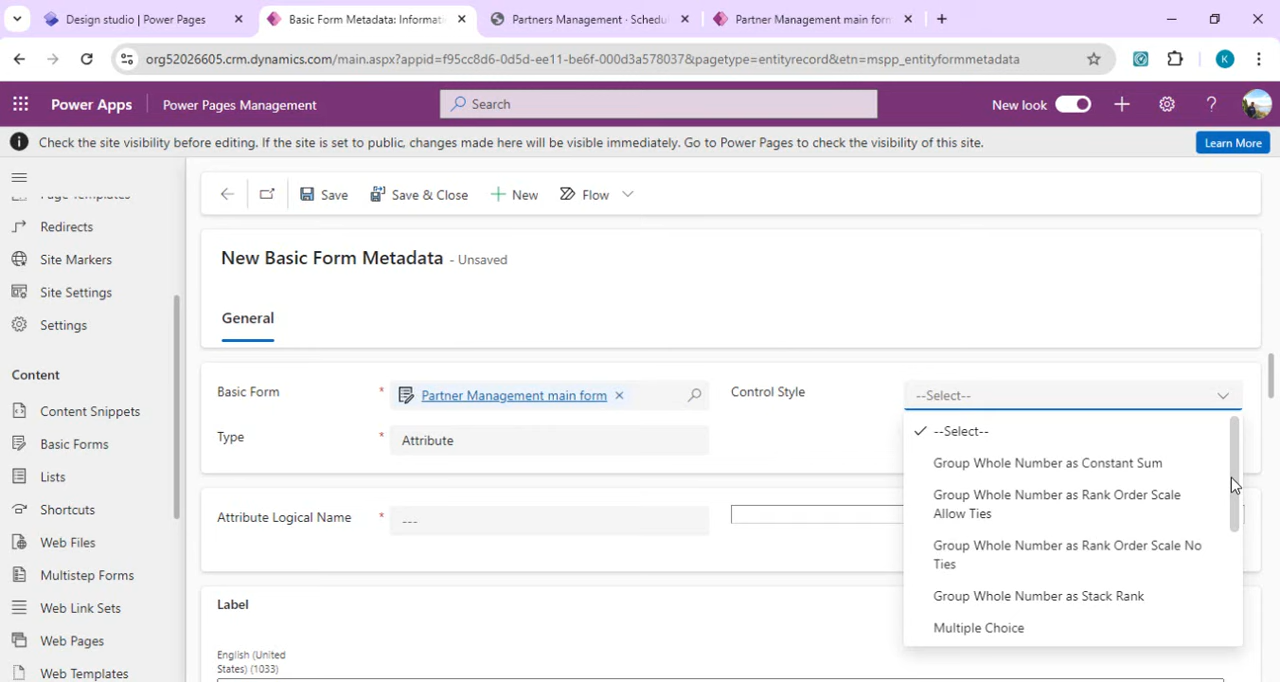 Design studio | Power Pages
Basic Form Metadata: Informati
Partners Management · Schedu
Partner Management main form
org52026605.crm.dynamics.com/main.aspx?appid=f95cc8d6-0d5d-ee11-be6f-000d3a578037&pagetype=entityrecord&etn=mspp_entityformmetadata
K
Power Apps
Power Pages Management
Search
New look
Check the site visibility before editing. If the site is set to public, changes made here will be visible immediately. Go to Power Pages to check the visibility of this site.
Learn More
Page Templates
Redirects
Site Markers
Site Settings
Settings
Content
Content Snippets
Basic Forms
Lists
Shortcuts
Web Files
Multistep Forms
Web Link Sets
Web Pages
Web Templates
Save
Save & Close
New
Flow
New Basic Form Metadata - Unsaved
General
Basic Form * Partner Management main form
Type * Attribute
Control Style --Select--
--Select--
Group Whole Number as Constant Sum
Group Whole Number as Rank Order Scale
Allow Ties
Group Whole Number as Rank Order Scale No
Ties
Group Whole Number as Stack Rank
Multiple Choice
Attribute Logical Name * ---
Label
English (United
States) (1033)